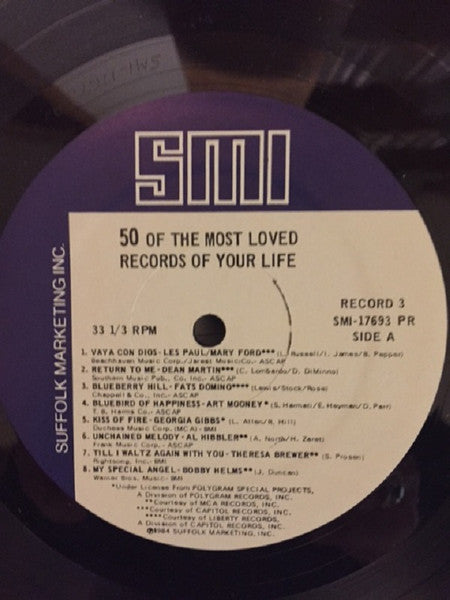 SMI
50 OF THE MOST LOVED
RECORDS OF YOUR LIFE
SUFFOLK MARKETING INC.
33 1/3 RPM
RECORD 3
SMI-17693 PR
SIDE A
1. VAYA CON DIOS-LES PAUL/MARY FORD*** (L. Russell/I. James/B. Pepper)
Beachhaven Music Corp./Jarest Music Co.- ASCAP
2. RETURN TO ME-DEAN MARTIN*** (C. Lombardo/D. DiMinno)
Southern Music Pub., Co. Inc.- ASCAP
3. BLUEBERRY HILL-FATS DOMINO**** (Lewis/Stock/Rose)
Chappell & Co., Inc.- ASCAP
4. BLUEBIRD OF HAPPINESS-ART MOONEY* (S. Harmati/E. Heyman/D. Parr)
T. B. Harms Co.- ASCAP
5. KISS OF FIRE-GEORGIA GIBBS* (L. Allen/R. Hill)
Duchess Music Corp. (MCA)- BMI
6. UNCHAINED MELODY-AL HIBBLER** (A. North/H. Zaret)
Frank Music Corp.- ASCAP
7. TILL I WALTZ AGAIN WITH YOU-THERESA BREWER** (S. Prosen)
Rightsong, Inc.- BMI
8. MY SPECIAL ANGEL-BOBBY HELMS** (J. Duncan)
Warner Bros. Music- BMI
*Under License From POLYGRAM SPECIAL PROJECTS,
A Division of POLYGRAM RECORDS, INC.
**Courtesy of MCA RECORDS, INC.
***Courtesy of CAPITOL RECORDS, INC.
****Courtesy of LIBERTY RECORDS,
A Division of CAPITOL RECORDS, INC.
℗1984 SUFFOLK MARKETING, INC.